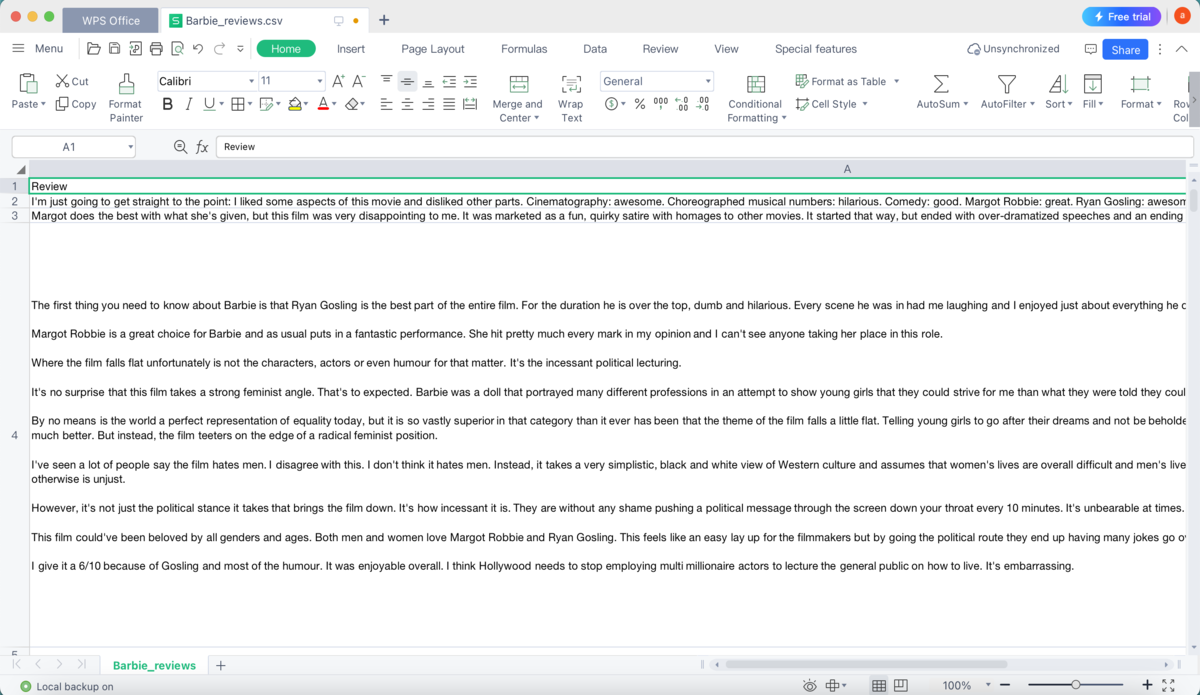 WPS Office
Barbie_reviews.csv
Free trial
a
Menu
Home
Insert
Page Layout
Formulas
Data
Review
View
Special features
Unsynchronized
Share
Paste
Cut
Copy
Format Painter
Calibri
11
A+ A-
B I U
A
Merge and Center
Wrap Text
General
Conditional Formatting
Format as Table
Cell Style
AutoSum
AutoFilter
Sort
Fill
Format
A1
fx
Review
A
1 Review
2 I'm just going to get straight to the point: I liked some aspects of this movie and disliked other parts. Cinematography: awesome. Choreographed musical numbers: hilarious. Comedy: good. Margot Robbie: great. Ryan Gosling:
3 Margot does the best with what she's given, but this film was very disappointing to me. It was marketed as a fun, quirky satire with homages to other movies. It started that way, but ended with over-dramatized speeches and an ending
The first thing you need to know about Barbie is that Ryan Gosling is the best part of the entire film. For the duration he is over the top, dumb and hilarious. Every scene he was in had me laughing and I enjoyed just about everything he
Margot Robbie is a great choice for Barbie and as usual puts in a fantastic performance. She hit pretty much every mark in my opinion and I can't see anyone taking her place in this role.
Where the film falls flat unfortunately is not the characters, actors or even humour for that matter. It's the incessant political lecturing.
It's no surprise that this film takes a strong feminist angle. That's to expected. Barbie was a doll that portrayed many different professions in an attempt to show young girls that they could strive for me than what they were told they
By no means is the world a perfect representation of equality today, but it is so vastly superior in that category than it ever has been that the theme of the film falls a little flat. Telling young girls to go after their dreams and not be
4 much better. But instead, the film teeters on the edge of a radical feminist position.
I've seen a lot of people say the film hates men. I disagree with this. I don't think it hates men. Instead, it takes a very simplistic, black and white view of Western culture and assumes that women's lives are overall difficult and men's
otherwise is unjust.
However, it's not just the political stance it takes that brings the film down. It's how incessant it is. They are without any shame pushing a political message through the screen down your throat every 10 minutes. It's unbearable at times.
This film could've been beloved by all genders and ages. Both men and women love Margot Robbie and Ryan Gosling. This feels like an easy lay up for the filmmakers but by going the political route they end up having many jokes go
I give it a 6/10 because of Gosling and most of the humour. It was enjoyable overall. I think Hollywood needs to stop employing multi millionaire actors to lecture the general public on how to live. It's embarrassing.
Barbie_reviews
Local backup on
100%